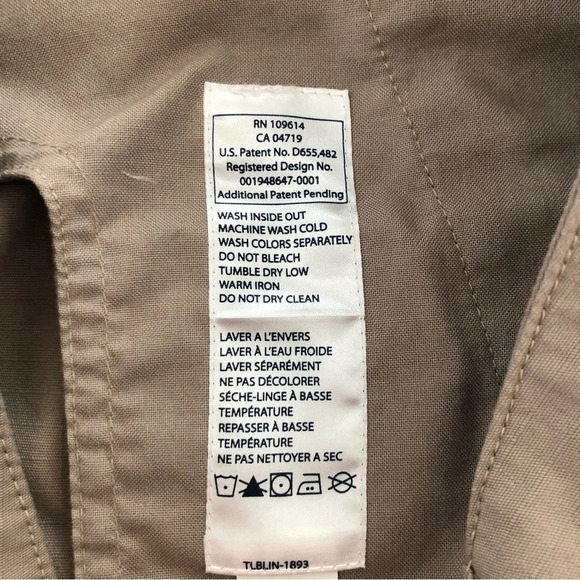 RN 109614
CA 04719
U.S. Patent No. D655,482
Registered Design No.
001948647-0001
Additional Patent Pending
WASH INSIDE OUT
MACHINE WASH COLD
WASH COLORS SEPARATELY
DO NOT BLEACH
TUMBLE DRY LOW
WARM IRON
DO NOT DRY CLEAN
LAVER A L'ENVERS
LAVER À L'EAU FROIDE
LAVER SÉPARÉMENT
NE PAS DÉCOLORER
SÉCHE-LINGE À BASSE
TEMPÉRATURE
REPASSER À BASSE
TEMPÉRATURE
NE PAS NETTOYER A SEC
TLBLIN-1893